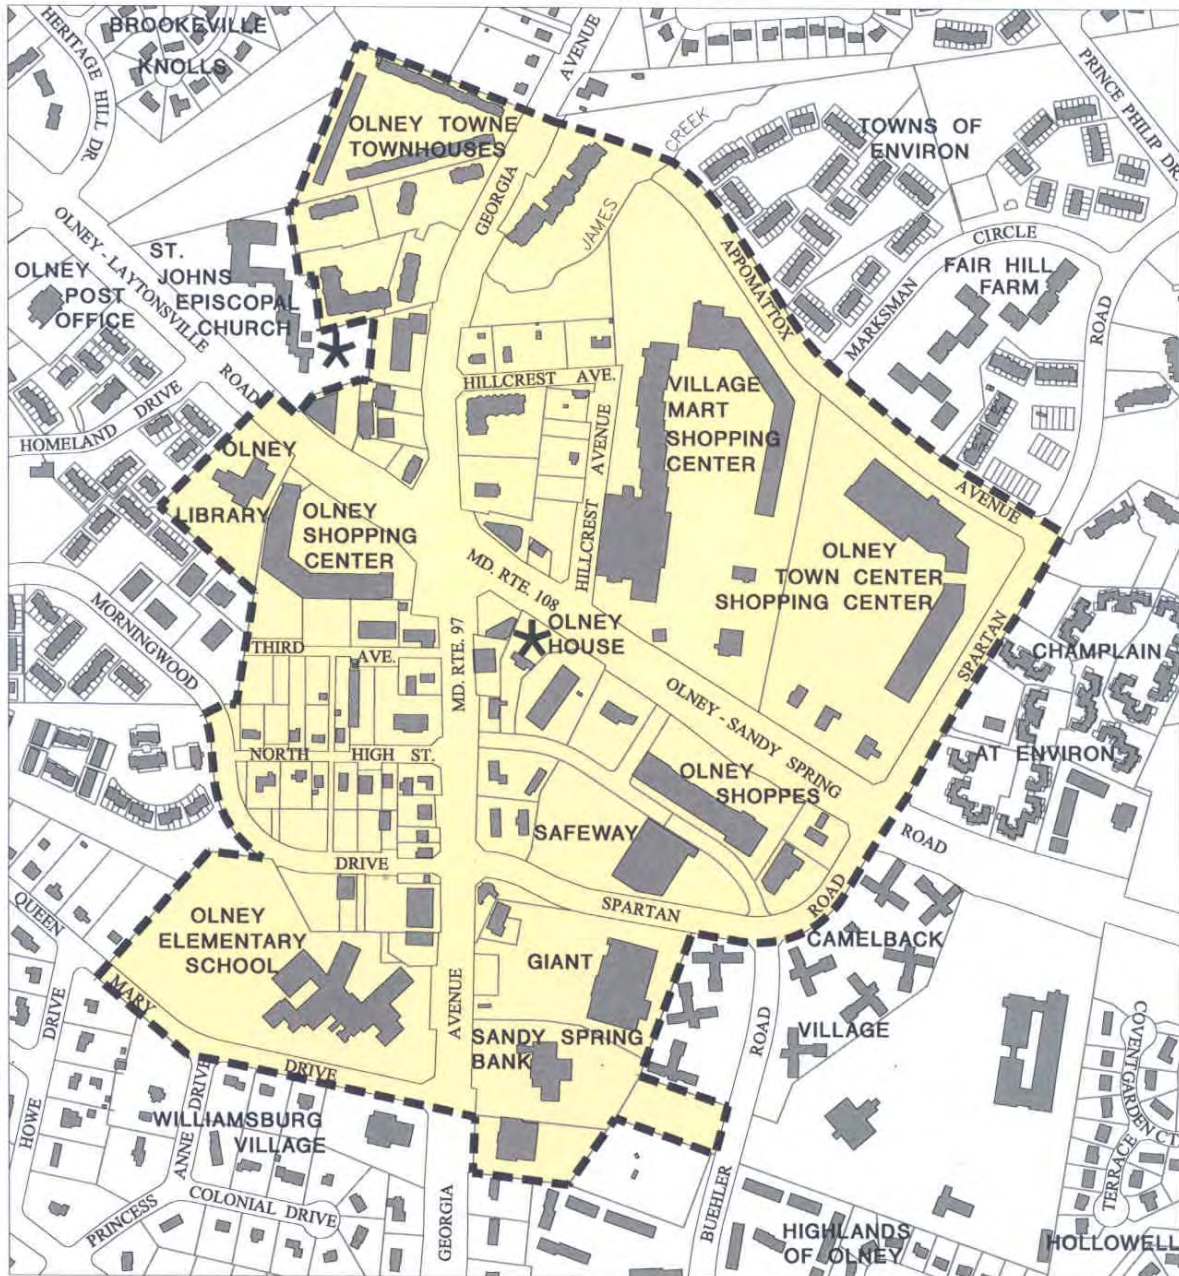 BROOKEVILLE
KNOLLS
HERITAGE HILL DR.
AVENUE
PRINCE PHILIP DR.
OLNEY TOWNE
TOWNHOUSES
CREEK
TOWNS OF
ENVIRON
GEORGIA
JAMES
OLNEY - LAYTONSVILLE
ROAD
ST.
JOHNS
EPISCOPAL
CHURCH
OLNEY
POST
OFFICE
APPOMATTOX
AVENUE
CIRCLE
MARKSMAN
FAIR HILL
FARM
ROAD
HILLCREST AVE.
HILLCREST AVENUE
VILLAGE
MART
SHOPPING
CENTER
HOMELAND DRIVE
OLNEY
LIBRARY
OLNEY
SHOPPING
CENTER
MD. RTE. 108
OLNEY
TOWN CENTER
SHOPPING CENTER
MORNINGWOOD
OLNEY
HOUSE
THIRD AVE.
MD. RTE. 97
SPARTAN
CHAMPLAIN
OLNEY - SANDY SPRING
ROAD
NORTH HIGH ST.
AT ENVIRON
OLNEY
SHOPPES
SAFEWAY
DRIVE
SPARTAN
ROAD
QUEEN
MARY
DRIVE
OLNEY
ELEMENTARY
SCHOOL
CAMELBACK
VILLAGE
GIANT
AVENUE
SANDY SPRING
BANK
ROAD
COVENTGARDEN CT.
TERRACE
HOWE
DRIVE
ANNE DRIVE
WILLIAMSBURG
VILLAGE
PRINCESS
COLONIAL DRIVE
GEORGIA
BUEHLER
HIGHLANDS
OF OLNEY
HOLLOWELL